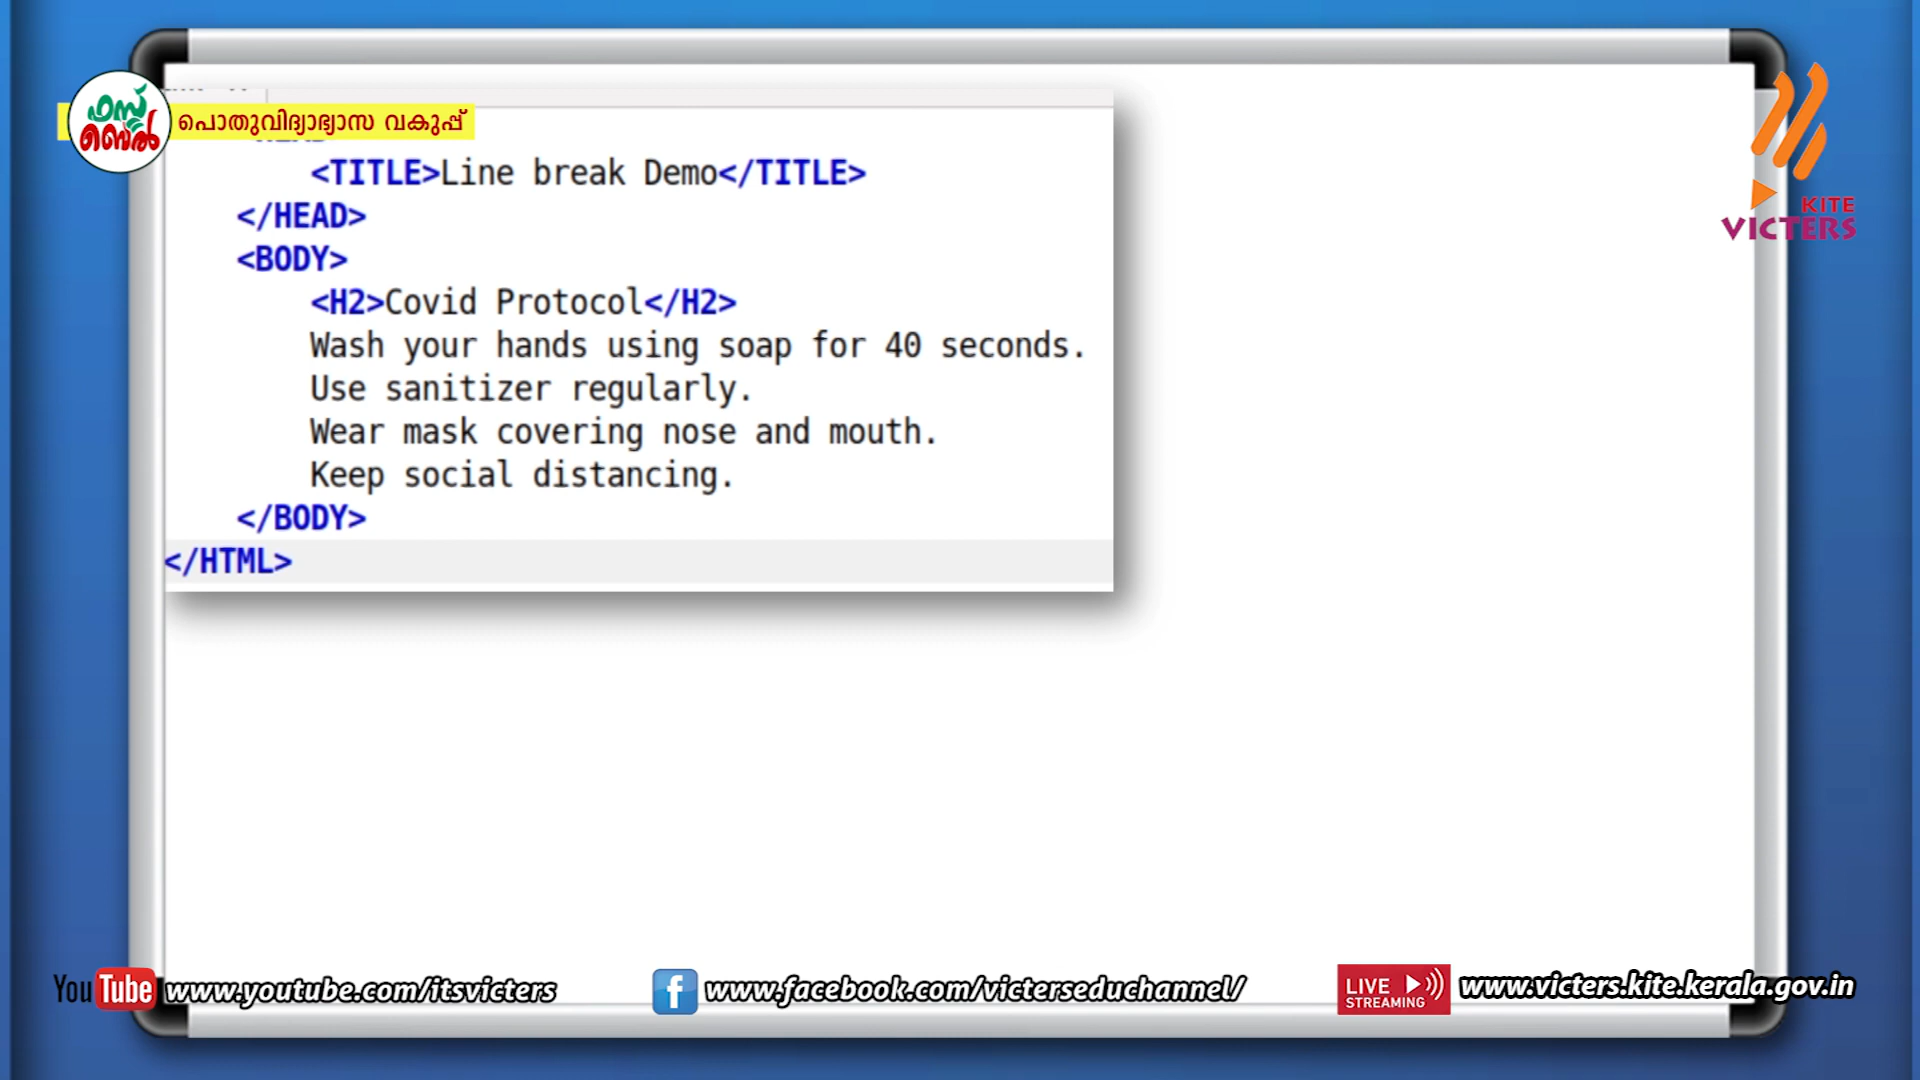 ഫസ്റ്റ്
ബെൽ
പൊതുവിദ്യാഭ്യാസ വകുപ്പ്
<TITLE>Line break Demo</TITLE>
</HEAD>
<BODY>
<H2>Covid Protocol</H2>
Wash your hands using soap for 40 seconds.
Use sanitizer regularly.
Wear mask covering nose and mouth.
Keep social distancing.
</BODY>
</HTML>
KITE
VICTERS
YouTube www.youtube.com/itsvicters
f www.facebook.com/victerseduchannel/
LIVE
STREAMING
www.victers.kite.kerala.gov.in